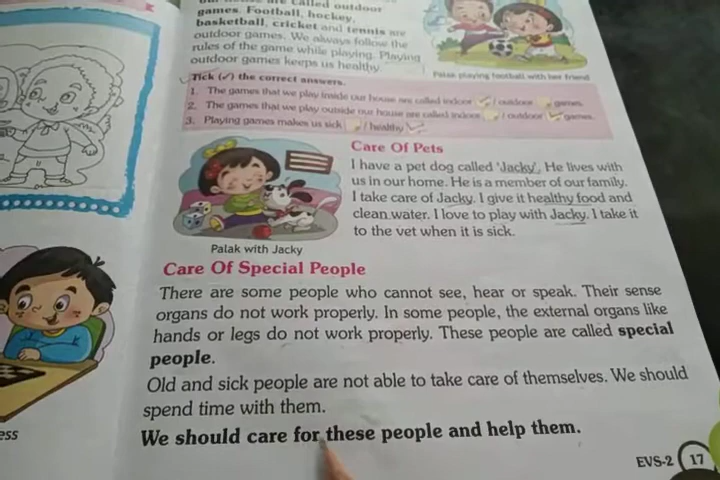 our house are called outdoor
games. Football, hockey,
basketball, cricket and tennis are
outdoor games. We always follow the
rules of the game while playing. Playing
outdoor games keeps us healthy
Palak playing football with her friend
Tick (✓) the correct answers.
1. The games that we play inside our house are called indoor / outdoor games.
2. The games that we play outside our house are called indoor / outdoor games.
3. Playing games makes us sick / healthy
Care Of Pets
I have a pet dog called 'Jacky'. He lives with
us in our home. He is a member of our family.
I take care of Jacky. I give it healthy food and
clean water. I love to play with Jacky. I take it
to the vet when it is sick.
Palak with Jacky
Care Of Special People
There are some people who cannot see, hear or speak. Their sense
organs do not work properly. In some people, the external organs like
hands or legs do not work properly. These people are called special
people.
Old and sick people are not able to take care of themselves. We should
spend time with them.
We should care for these people and help them.
ess
EVS-2 17